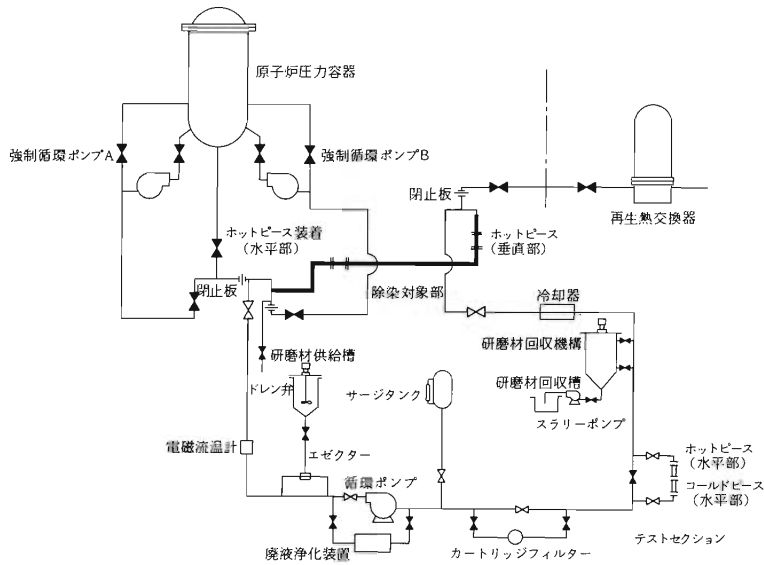 原子炉圧力容器
強制循環ポンプA
強制循環ポンプB
閉止板
再生熱交換器
ホットピース装着
（水平部）
ホットピース
（垂直部）
閉止板
除染対象部
冷却器
研磨材回収機構
研磨材供給槽
ドレン弁
サージタンク
研磨材回収槽
スラリーポンプ
電磁流温計
エゼクター
循環ポンプ
ホットピース
（水平部）
コールドピース
（水平部）
廃液浄化装置
カートリッジフィルター
テストセクション